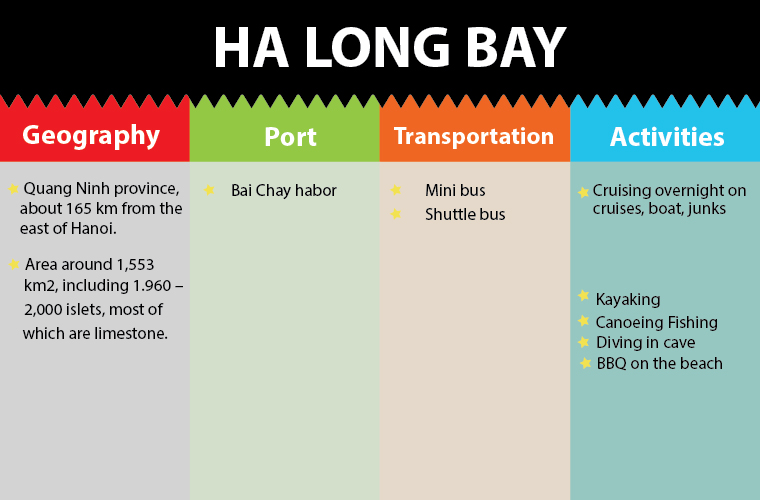 HA LONG BAY
Geography
Quang Ninh province,
about 165 km from the
east of Hanoi.
Area around 1,553
km2, including 1.960 –
2,000 islets, most of
which are limestone.
Port
Bai Chay habor
Transportation
Mini bus
Shuttle bus
Activities
Cruising overnight on
cruises, boat, junks
Kayaking
Canoeing Fishing
Diving in cave
BBQ on the beach